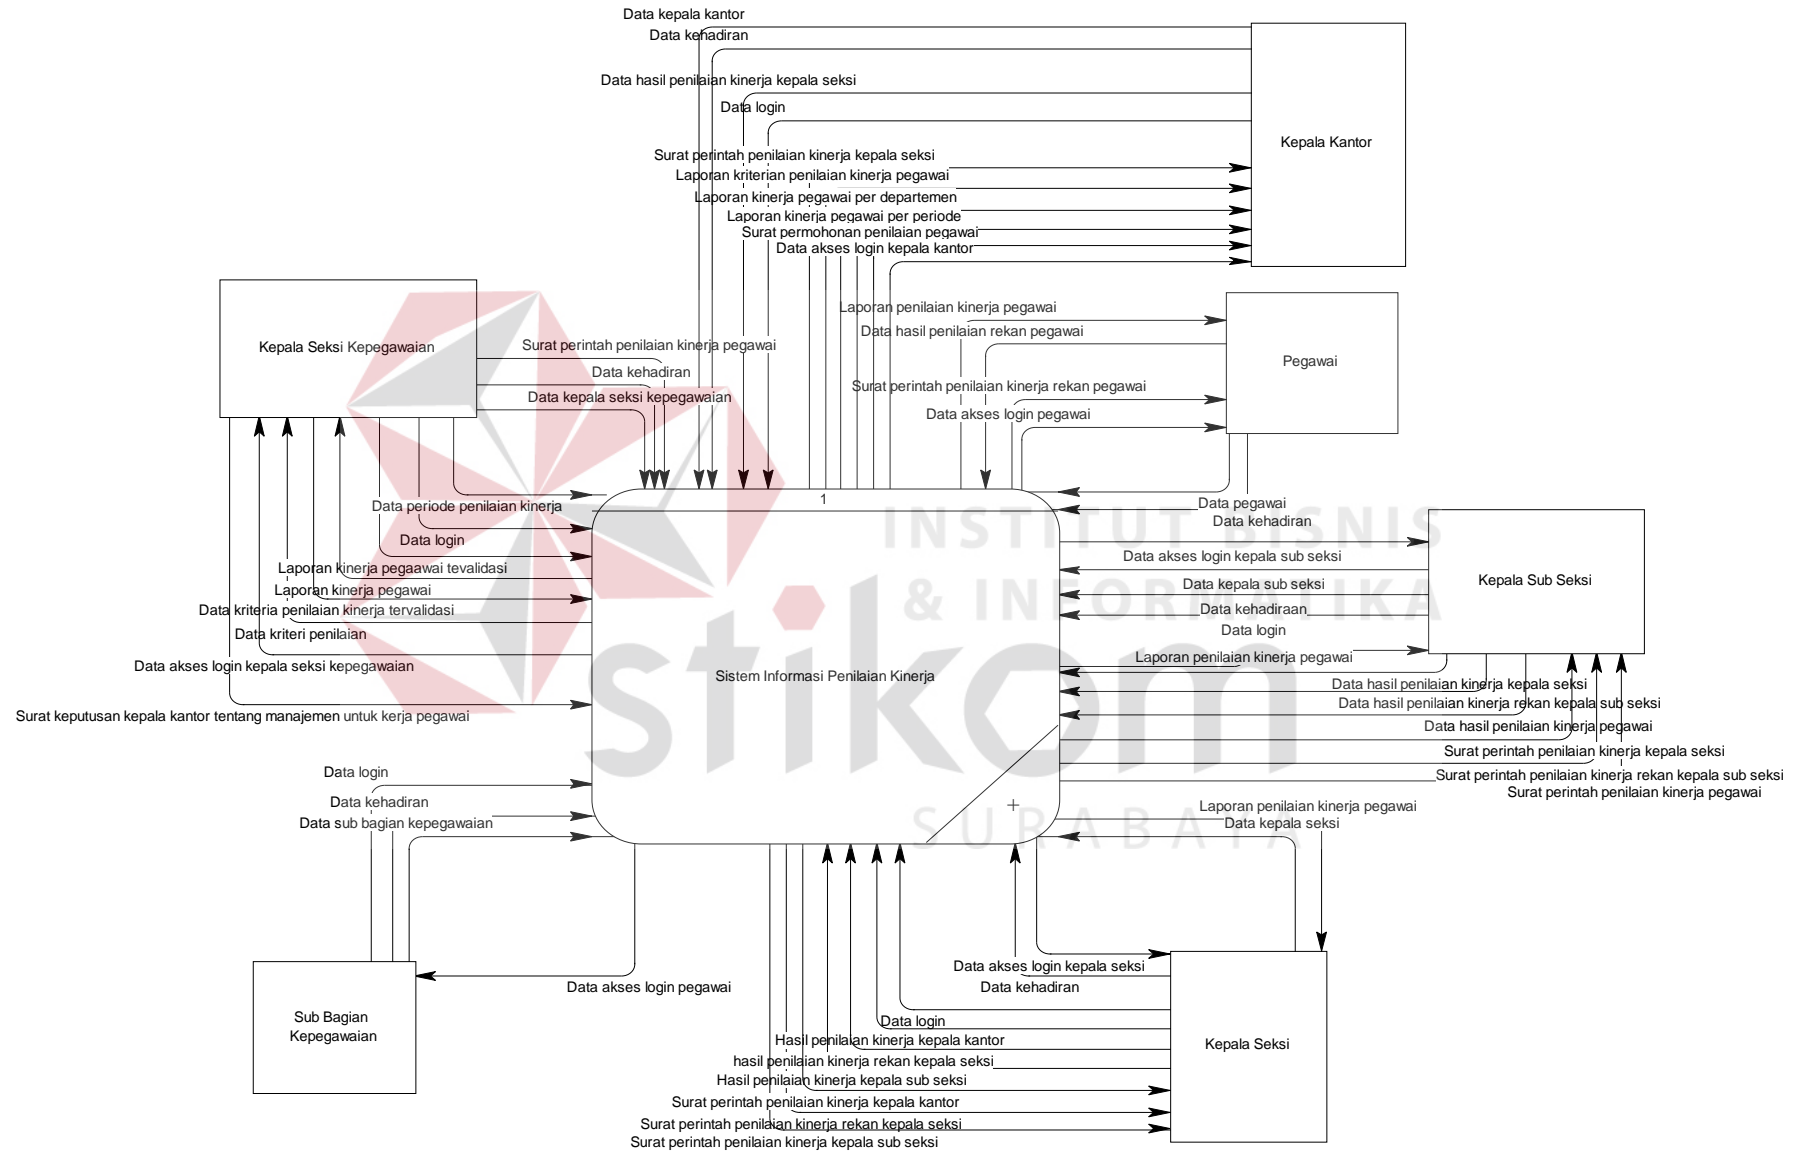 Data kepala kantor
Data kehadiran
Data hasil penilaian kinerja kepala seksi
Data login
Kepala Kantor
Surat perintah penilaian kinerja kepala seksi
Laporan kriterian penilaian kinerja pegawai
Laporan kinerja pegawai per departemen
Laporan kinerja pegawai per periode
Surat permohonan penilaian pegawai
Data akses login kepala kantor
Laporan penilaian kinerja pegawai
Data hasil penilaian rekan pegawai
Pegawai
Surat perintah penilaian kinerja rekan pegawai
Data akses login pegawai
Kepala Seksi Kepegawaian
Surat perintah penilaian kinerja pegawai
Data kehadiran
Data kepala seksi kepegawaian
1
Data periode penilaian kinerja
Data login
Laporan kinerja pegaawai tevalidasi
Laporan kinerja pegawai
Data kriteria penilaian kinerja tervalidasi
Data kriteri penilaian
Data akses login kepala seksi kepegawaian
Surat keputusan kepala kantor tentang manajemen untuk kerja pegawai
Data pegawai
Data kehadiran
INSTITUT BISNIS
& INFORMATIKA
stikom
SURABAYA
Data akses login kepala sub seksi
Data kepala sub seksi
Data kehadiraan
Data login
Kepala Sub Seksi
Sistem Informasi Penilaian Kinerja
Laporan penilaian kinerja pegawai
Data hasil penilaian kinerja kepala seksi
Data hasil penilaian kinerja rekan kepala sub seksi
Data hasil penilaian kinerja pegawai
Surat perintah penilaian kinerja kepala seksi
Surat perintah penilaian kinerja rekan kepala sub seksi
Surat perintah penilaian kinerja pegawai
Data login
Data kehadiran
Data sub bagian kepegawaian
Laporan penilaian kinerja pegawai
Data kepala seksi
Sub Bagian
Kepegawaian
Data akses login pegawai
Data akses login kepala seksi
Data kehadiran
Data login
Hasil penilaian kinerja kepala kantor
hasil penilaian kinerja rekan kepala seksi
Hasil penilaian kinerja kepala sub seksi
Surat perintah penilaian kinerja kepala kantor
Surat perintah penilaian kinerja rekan kepala seksi
Surat perintah penilaian kinerja kepala sub seksi
Kepala Seksi